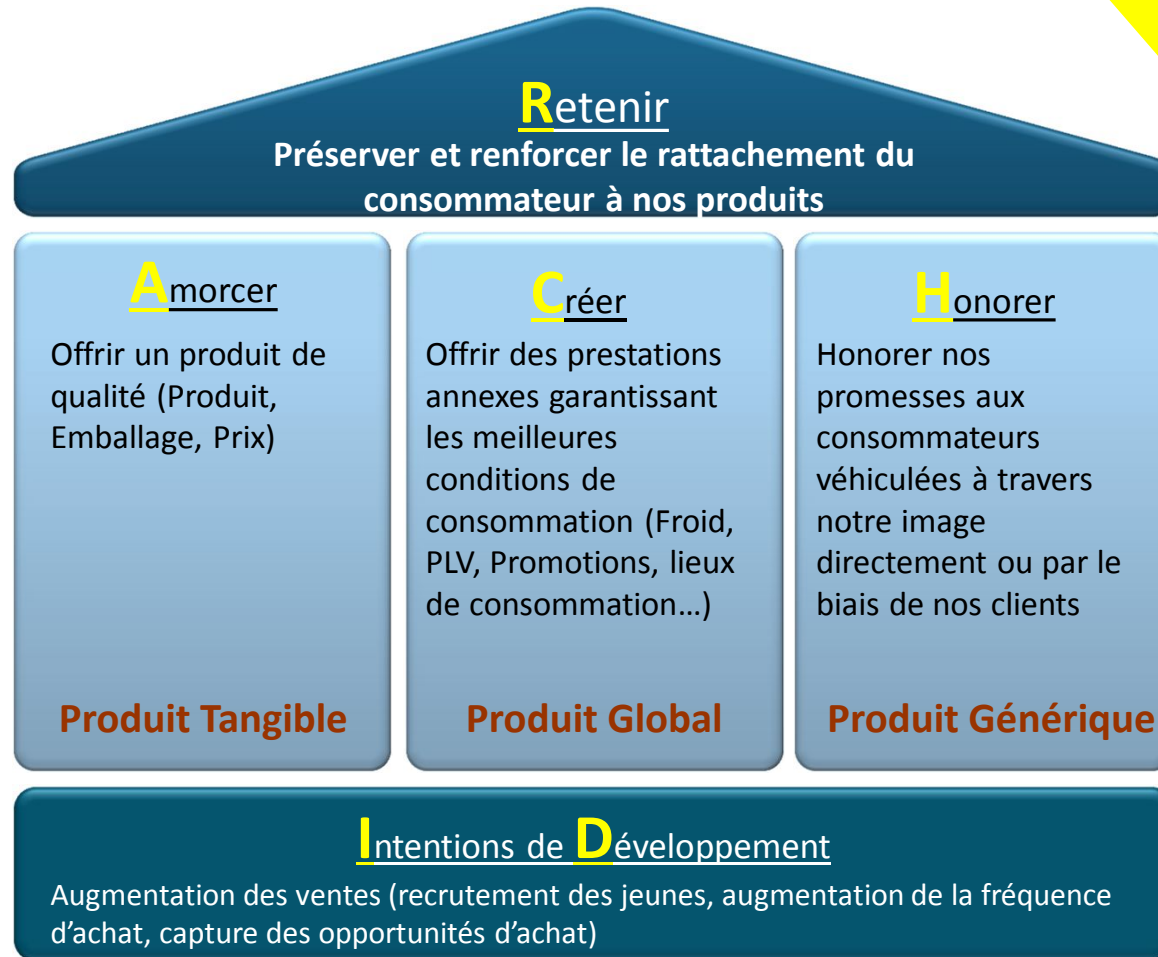 Retenir
Préserver et renforcer le rattachement du
consommateur à nos produits
Amorcer
Offrir un produit de
qualité (Produit,
Emballage, Prix)
Produit Tangible
Créer
Offrir des prestations
annexes garantissant
les meilleures
conditions de
consommation (Froid,
PLV, Promotions, lieux
de consommation…)
Produit Global
Honorer
Honorer nos
promesses aux
consommateurs
véhiculées à travers
notre image
directement ou par le
biais de nos clients
Produit Générique
Intentions de Développement
Augmentation des ventes (recrutement des jeunes, augmentation de la fréquence
d’achat, capture des opportunités d’achat)